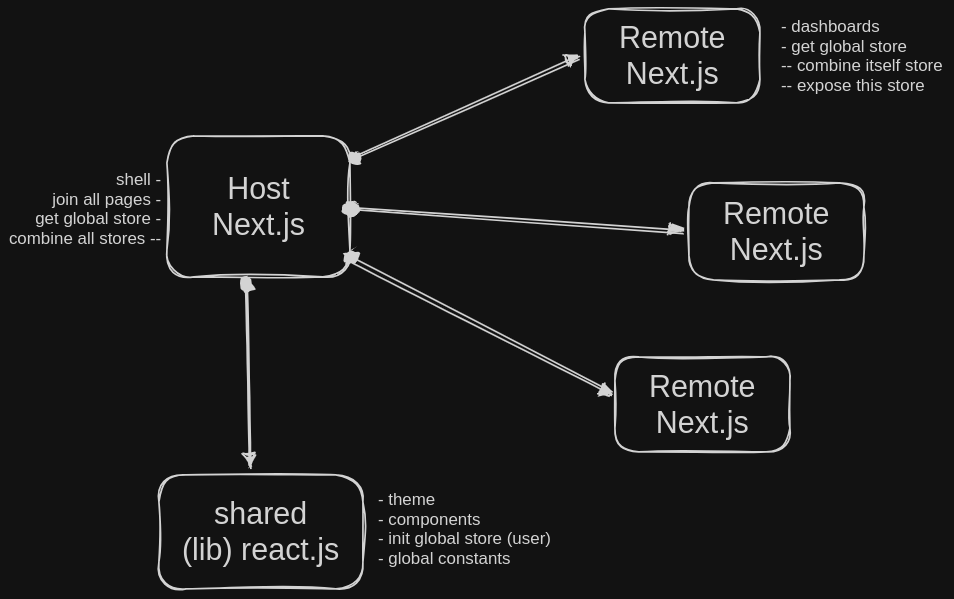 Remote
Next.js
- dashboards
- get global store
-- combine itself store
-- expose this store
shell -
join all pages -
get global store -
combine all stores --
Host
Next.js
Remote
Next.js
Remote
Next.js
shared
(lib) react.js
- theme
- components
- init global store (user)
- global constants